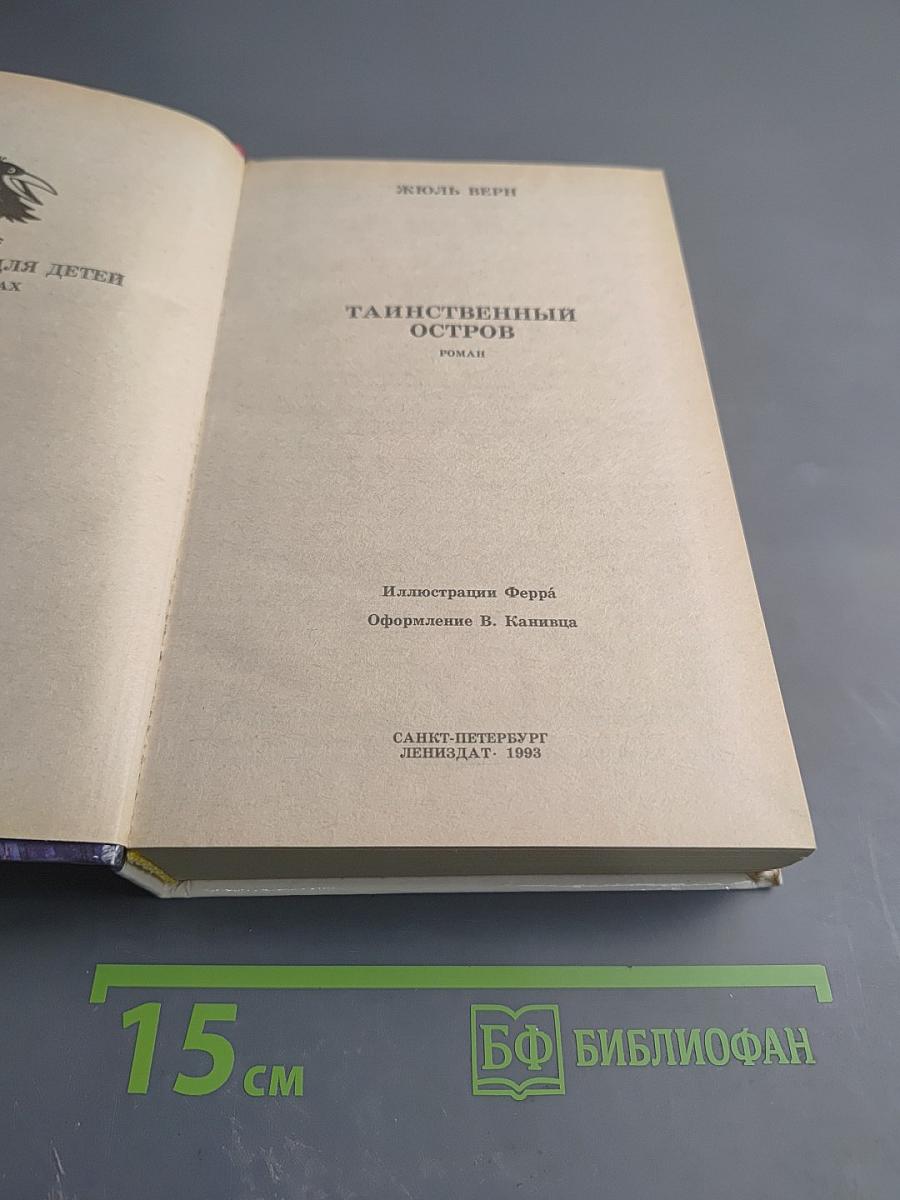 ДЛЯ ДЕТЕЙ
ЖЮЛЬ ВЕРН
ТАИНСТВЕННЫЙ
ОСТРОВ
РОМАН
Иллюстрации Ферра́
Оформление В. Канивца
САНКТ-ПЕТЕРБУРГ
ЛЕНИЗДАТ· 1993
15 см
БФ БИБЛИОФАН